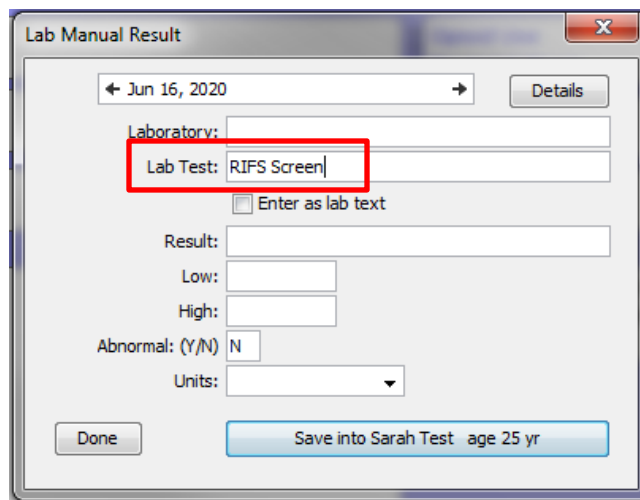 Lab Manual Result
Jun 16, 2020
Details
Laboratory:
Lab Test: RIFS Screen
Enter as lab text
Result:
Low:
High:
Abnormal: (Y/N) N
Units:
Done
Save into Sarah Test age 25 yr